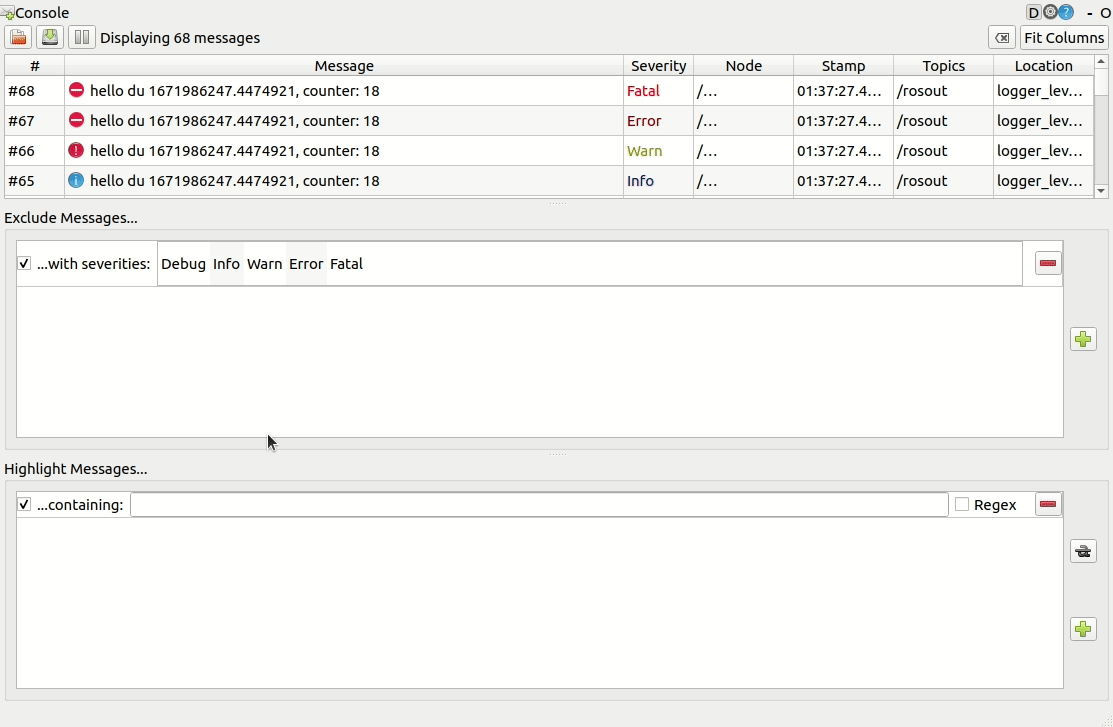 Console D ? - O
Displaying 68 messages Fit Columns
# Message Severity Node Stamp Topics Location
#68 hello du 1671986247.4474921, counter: 18 Fatal /... 01:37:27.4... /rosout logger_lev...
#67 hello du 1671986247.4474921, counter: 18 Error /... 01:37:27.4... /rosout logger_lev...
#66 hello du 1671986247.4474921, counter: 18 Warn /... 01:37:27.4... /rosout logger_lev...
#65 hello du 1671986247.4474921, counter: 18 Info /... 01:37:27.4... /rosout logger_lev...
Exclude Messages...
...with severities: Debug Info Warn Error Fatal
Highlight Messages...
...containing: Regex